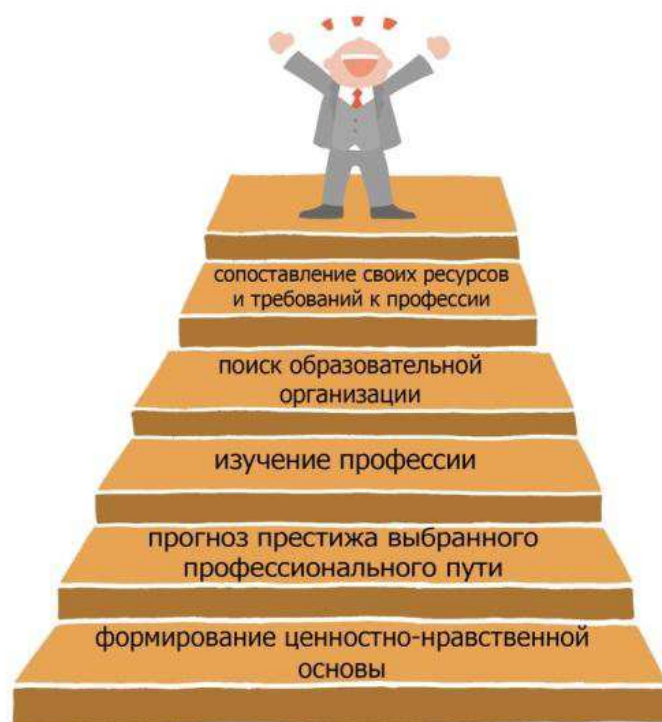 сопоставление своих ресурсов
и требований к профессии
поиск образовательной
организации
изучение профессии
прогноз престижа выбранного
профессионального пути
формирование ценностно-нравственной
основы